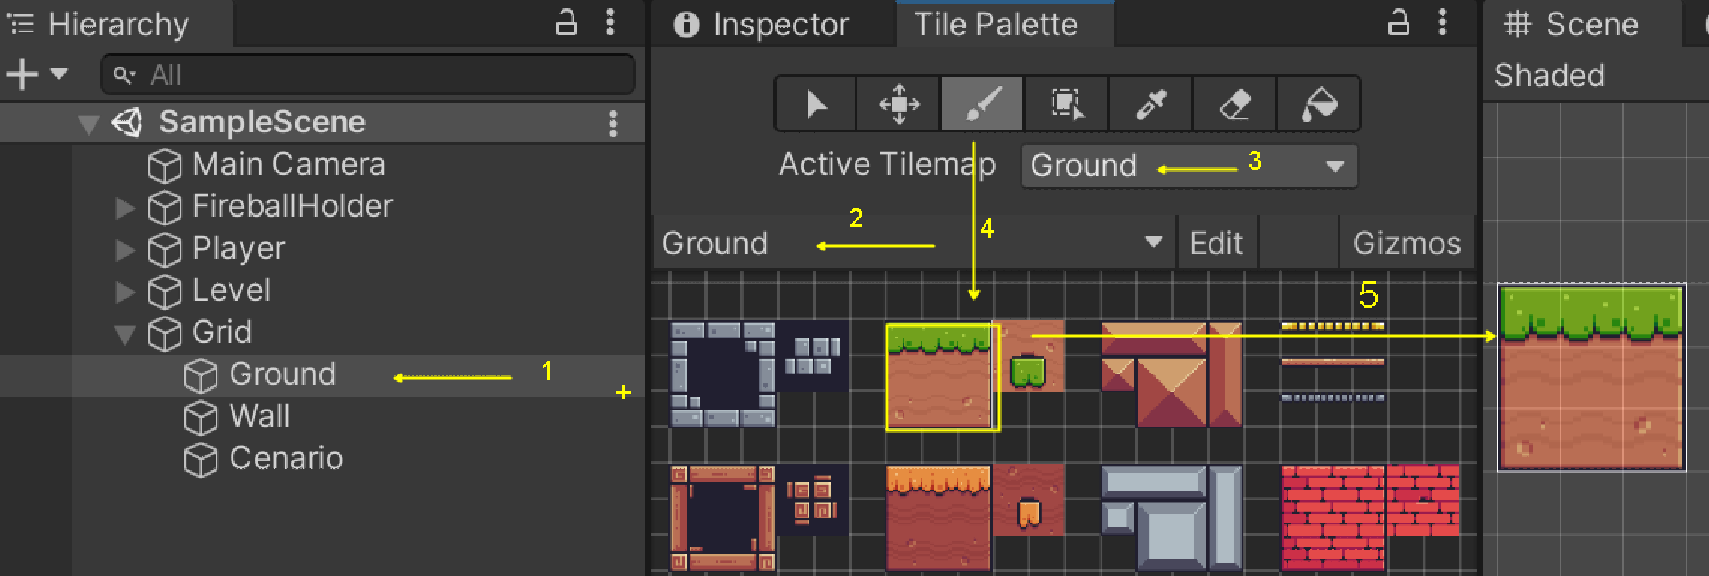 Hierarchy
All
SampleScene
Main Camera
FireballHolder
Player
Level
Grid
Ground
1
Wall
Cenario
Inspector
Tile Palette
Active Tilemap
Ground
3
2
4
Ground
Edit
Gizmos
5
Scene
Shaded